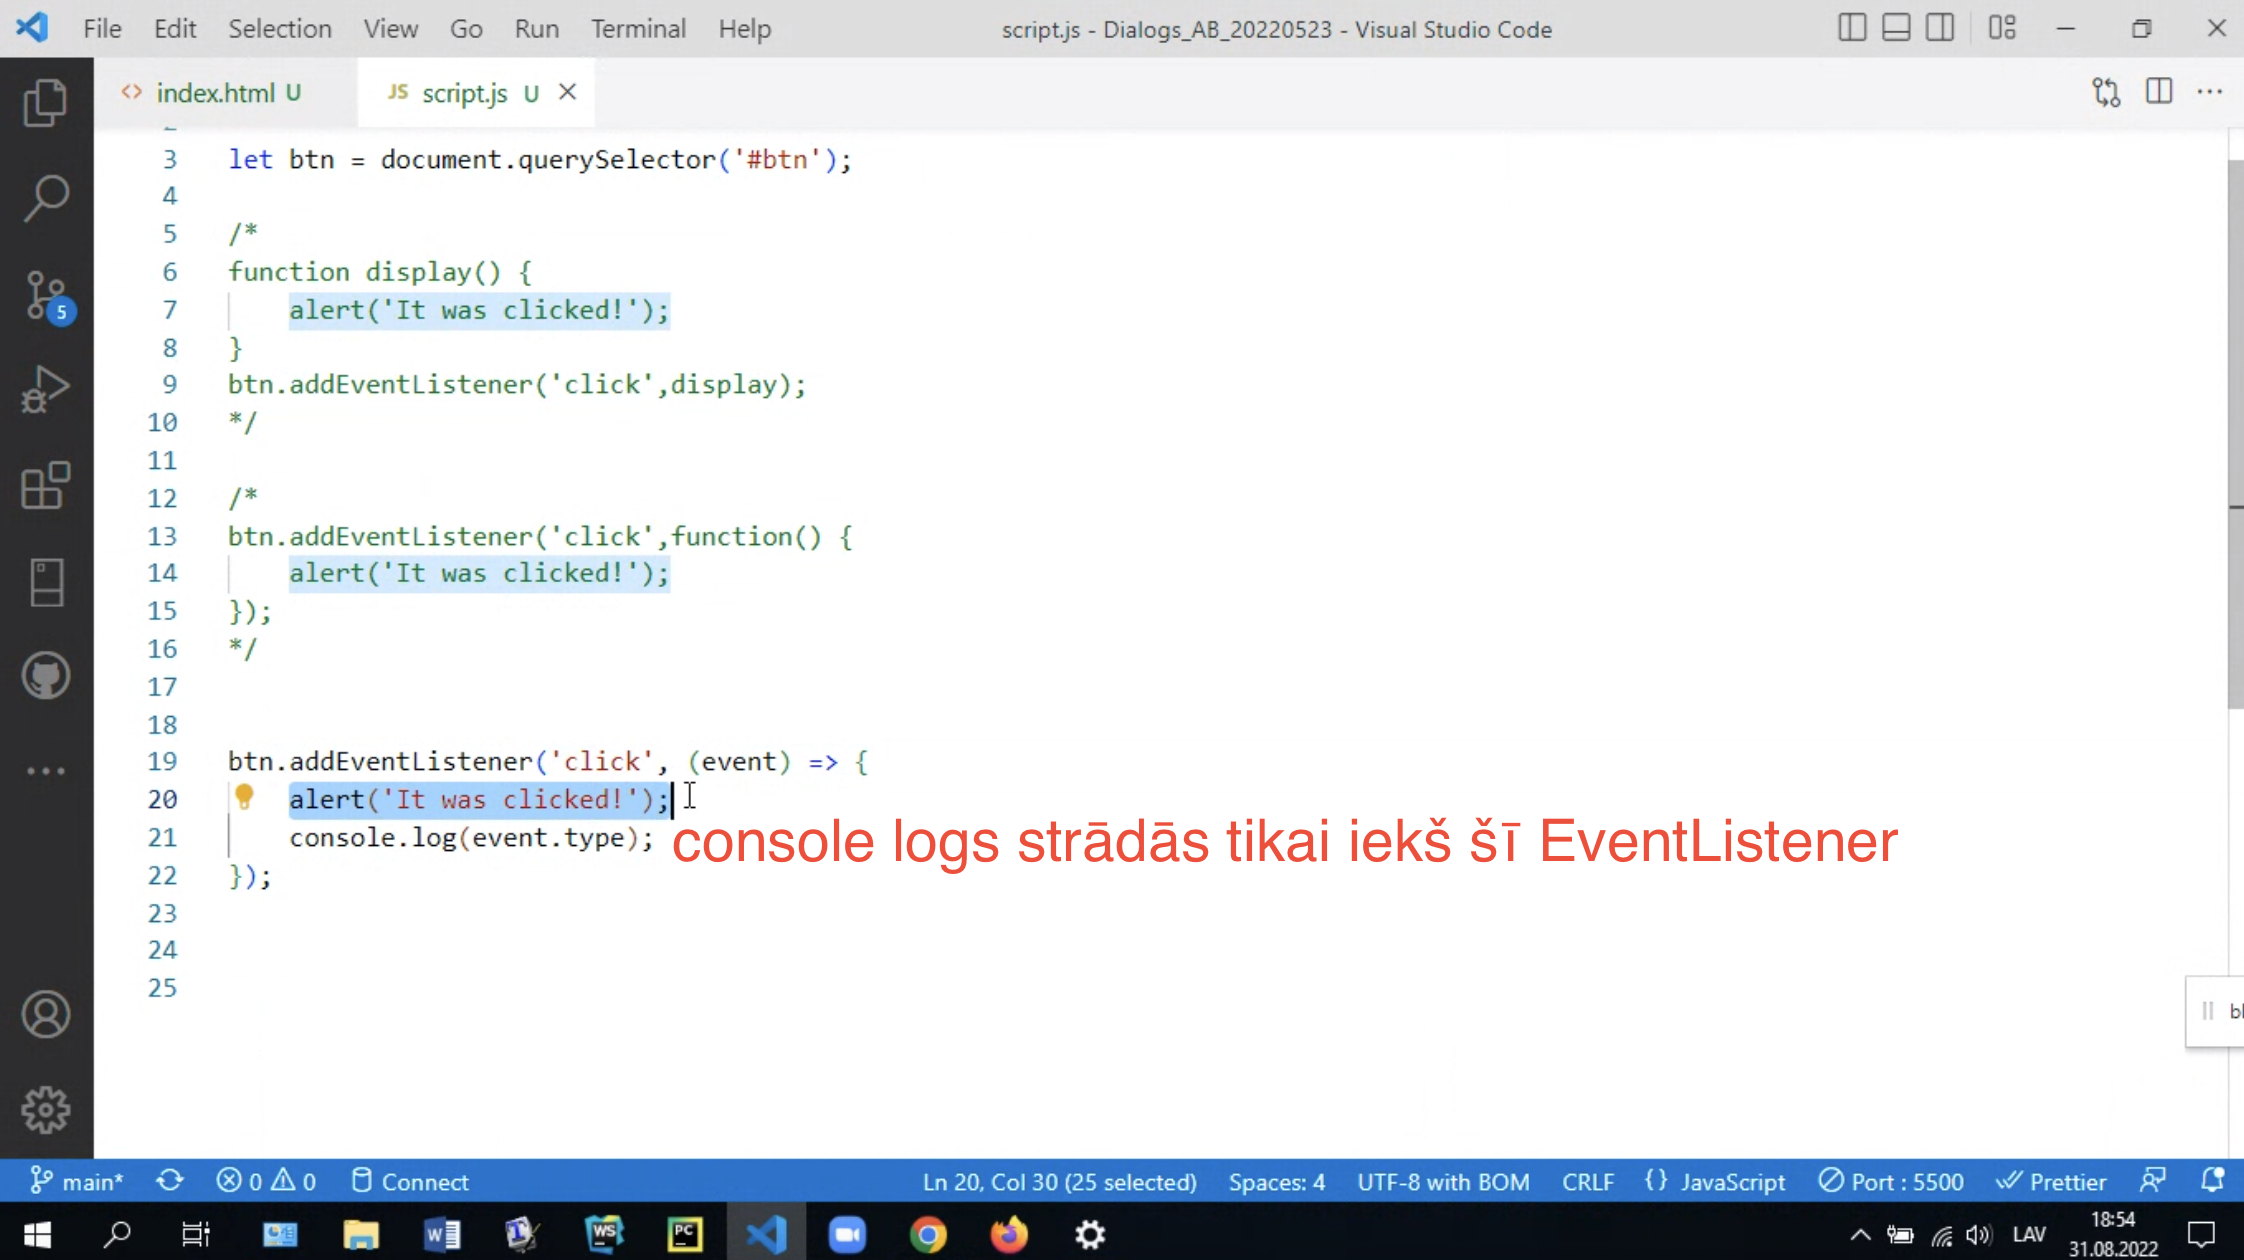 File Edit Selection View Go Run Terminal Help script.js - Dialogs_AB_20220523 - Visual Studio Code
index.html U JS script.js U
3 let btn = document.querySelector('#btn');
4
5 /*
6 function display() {
7 alert('It was clicked!');
8 }
9 btn.addEventListener('click',display);
10 */
11
12 /*
13 btn.addEventListener('click',function() {
14 alert('It was clicked!');
15 });
16 */
17
18
19 btn.addEventListener('click', (event) => {
20 alert('It was clicked!');
21 console.log(event.type); console logs strādās tikai iekš šī EventListener
22 });
23
24
25
5
main* 0 0 Connect Ln 20, Col 30 (25 selected) Spaces: 4 UTF-8 with BOM CRLF {} JavaScript Port : 5500 Prettier
W WS PC LAV 18:54
31.08.2022